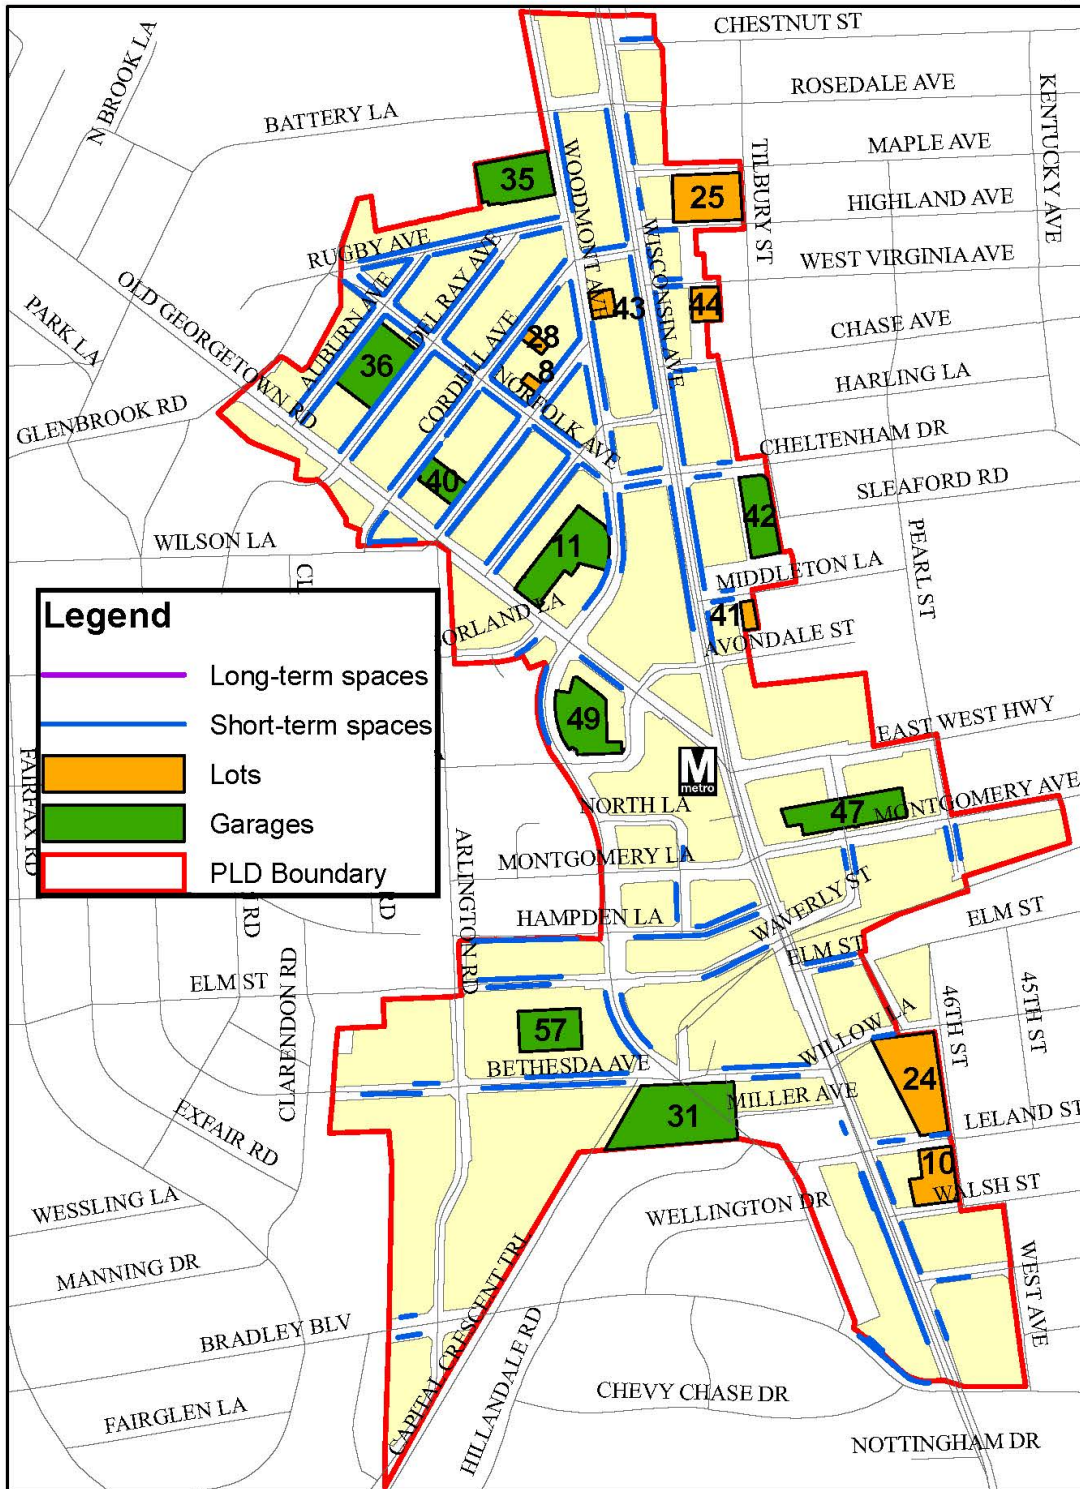 CHESTNUT ST
N BROOK LA
ROSEDALE AVE
KENTUCKY AVE
BATTERY LA
WOODMONT AVE
TILBURY ST
MAPLE AVE
35
25
HIGHLAND AVE
RUGBY AVE
DEL RAY AVE
WISCONSIN AVE
WEST VIRGINIA AVE
OLD GEORGETOWN RD
AUBURN AVE
43
44
PARK LA
CORDELL AVE
28
CHASE AVE
36
8
NORFOLK AVE
HARLING LA
GLENBROOK RD
CHELTENHAM DR
40
SLEAFORD RD
42
WILSON LA
11
PEARL ST
MIDDLETON LA
CL
41
AVONDALE ST
ORLAND LA
Legend
Long-term spaces
Short-term spaces
Lots
Garages
PLD Boundary
49
EAST WEST HWY
M
metro
FAIRFAX RD
NORTH LA
47
MONTGOMERY AVE
ARLINGTON RD
MONTGOMERY LA
RD
RD
HAMPDEN LA
WAVERLY ST
ELM ST
ELM ST
ELM ST
CLARENDON RD
46TH ST
45TH ST
57
WILLOW LA
BETHESDA AVE
24
EXFAIR RD
31
MILLER AVE
LELAND ST
10
WESSLING LA
WALSH ST
WELLINGTON DR
MANNING DR
CAPITAL CRESCENT TRL
WEST AVE
BRADLEY BLV
HILLANDALE RD
CHEVY CHASE DR
FAIRGLEN LA
NOTTINGHAM DR